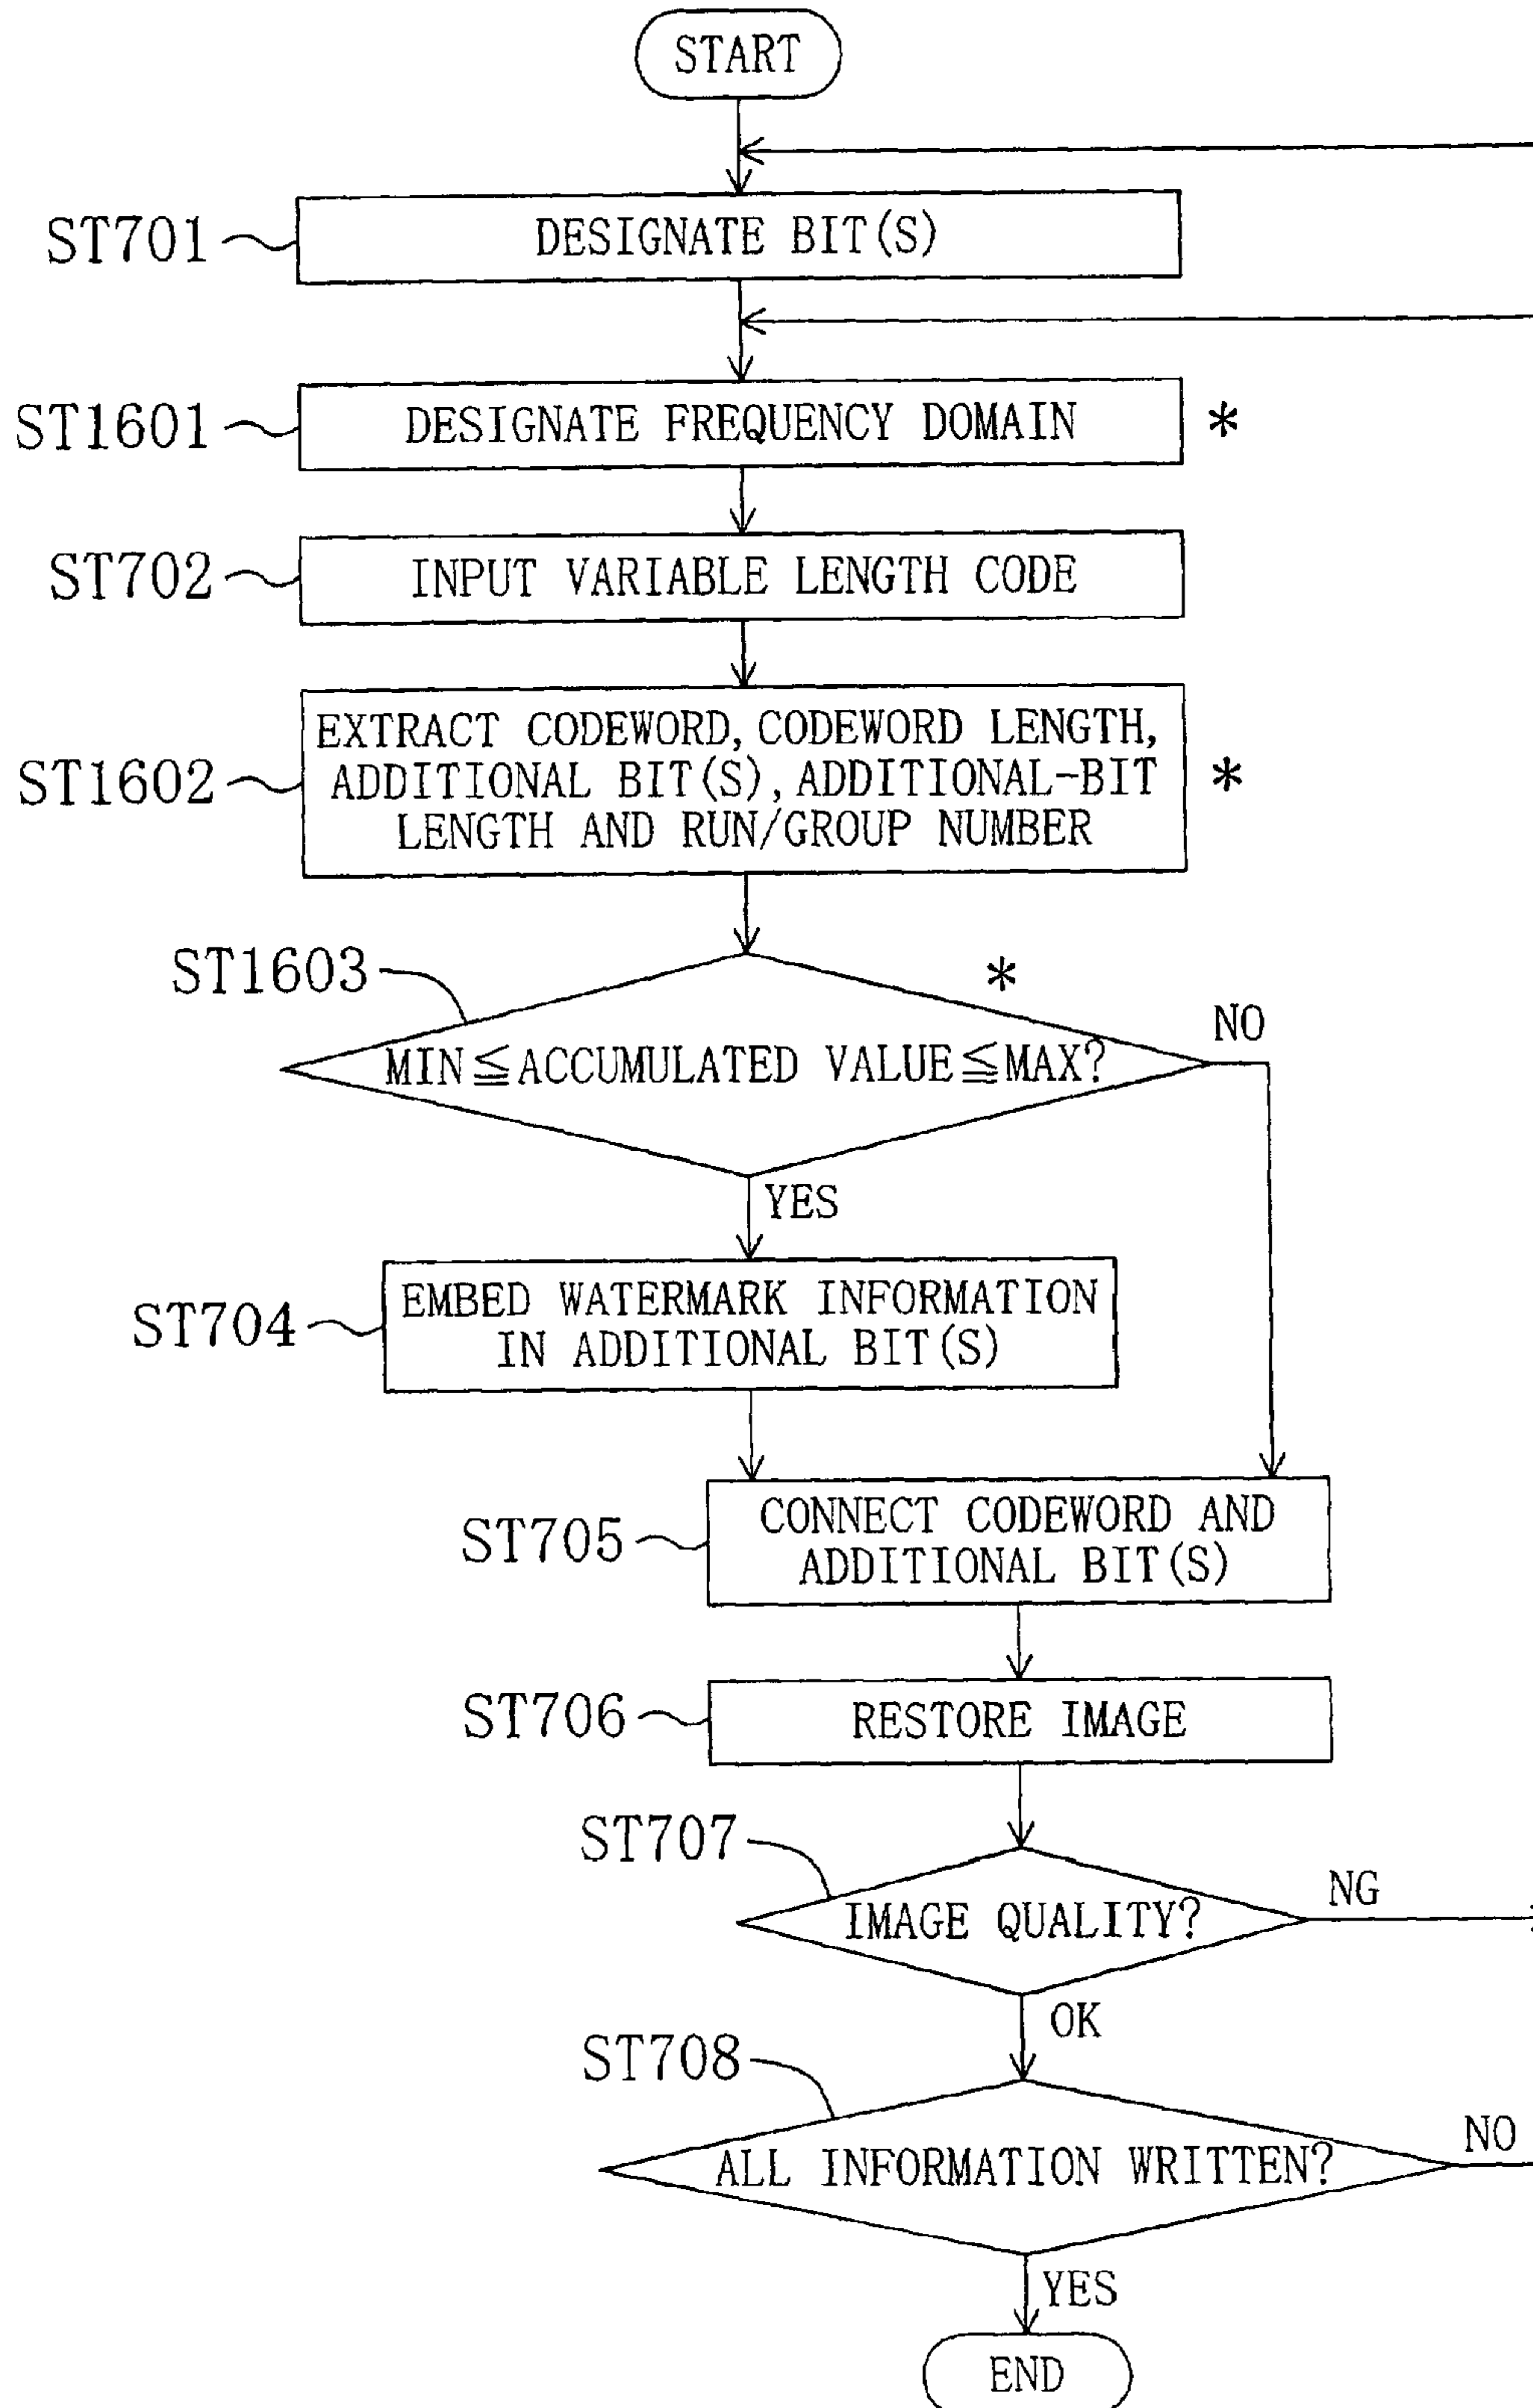 START
ST701
DESIGNATE BIT(S)
ST1601
DESIGNATE FREQUENCY DOMAIN
*
ST702
INPUT VARIABLE LENGTH CODE
ST1602
EXTRACT CODEWORD, CODEWORD LENGTH,
ADDITIONAL BIT(S), ADDITIONAL-BIT
LENGTH AND RUN/GROUP NUMBER
*
ST1603
*
MIN≦ACCUMULATED VALUE≦MAX?
NO
YES
ST704
EMBED WATERMARK INFORMATION
IN ADDITIONAL BIT(S)
ST705
CONNECT CODEWORD AND
ADDITIONAL BIT(S)
ST706
RESTORE IMAGE
ST707
IMAGE QUALITY?
NG
OK
ST708
ALL INFORMATION WRITTEN?
NO
YES
END